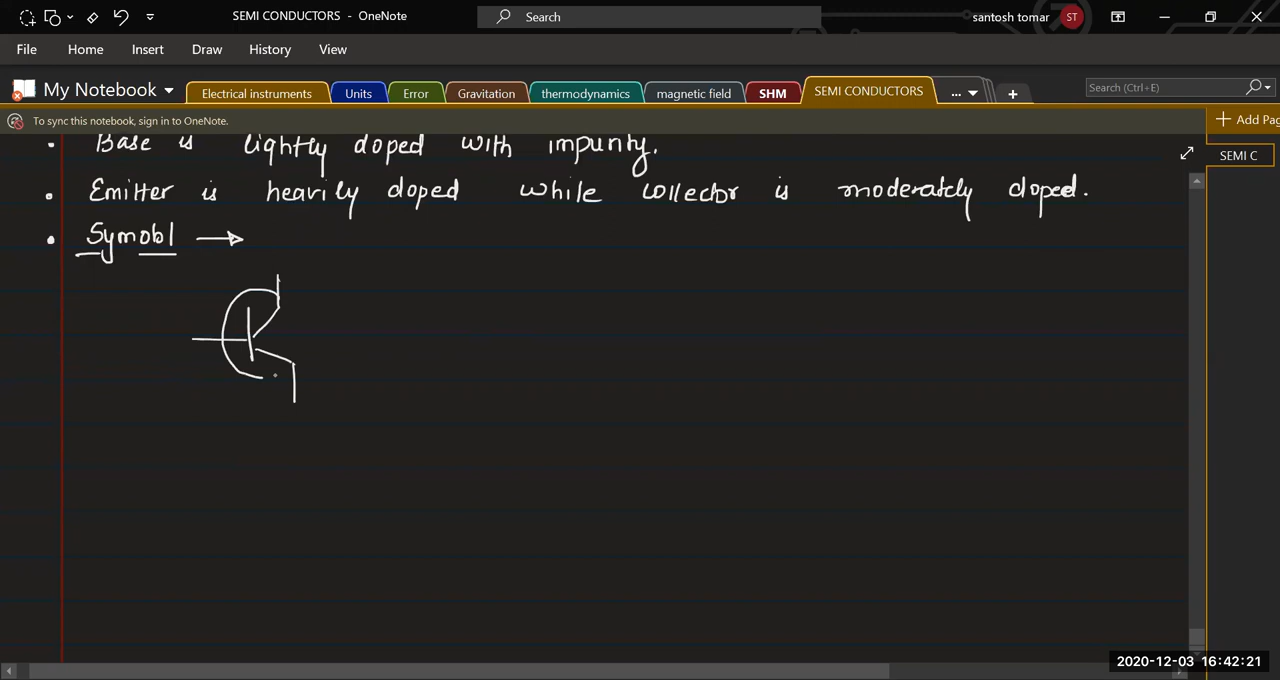 SEMI CONDUCTORS - OneNote
Search
santosh tomar
ST
File Home Insert Draw History View
My Notebook
Electrical instruments
Units
Error
Gravitation
thermodynamics
magnetic field
SHM
SEMI CONDUCTORS
...
+
Search (Ctrl+E)
To sync this notebook, sign in to OneNote.
+ Add Pag
SEMI C
• Base is lightly doped with impurity.
• Emitter is heavily doped while collector is moderately doped.
• Symobl →
2020-12-03 16:42:21